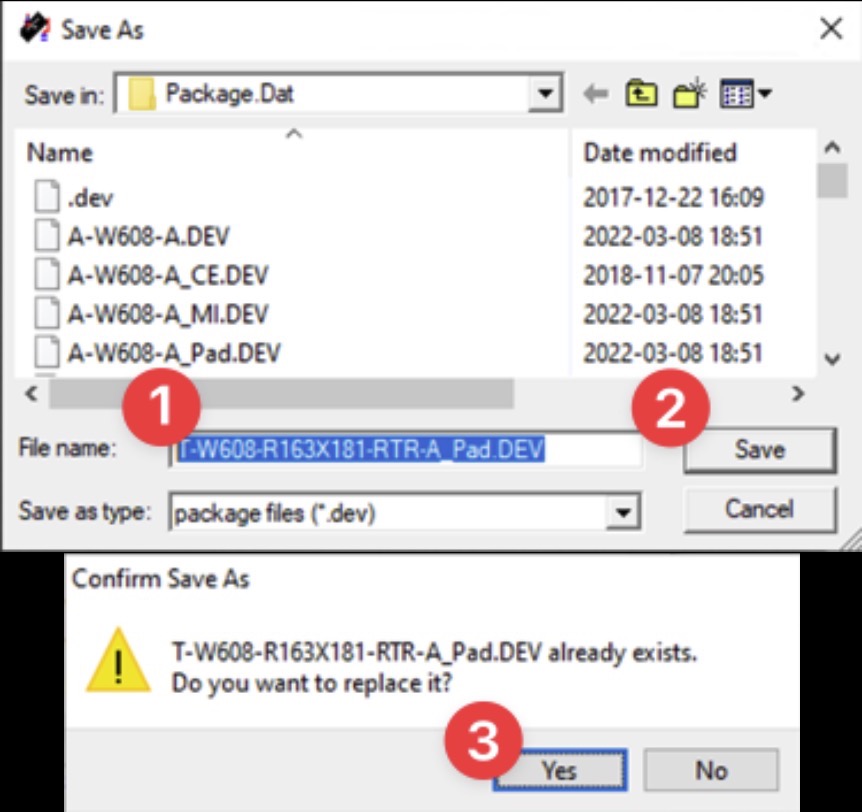 Save As
Save in: Package.Dat
Name Date modified
.dev 2017-12-22 16:09
A-W608-A.DEV 2022-03-08 18:51
A-W608-A_CE.DEV 2018-11-07 20:05
A-W608-A_MI.DEV 2022-03-08 18:51
A-W608-A_Pad.DEV 2022-03-08 18:51
1 2
File name: T-W608-R163X181-RTR-A_Pad.DEV Save
Save as type: package files (*.dev) Cancel
Confirm Save As
T-W608-R163X181-RTR-A_Pad.DEV already exists.
Do you want to replace it?
3
Yes No